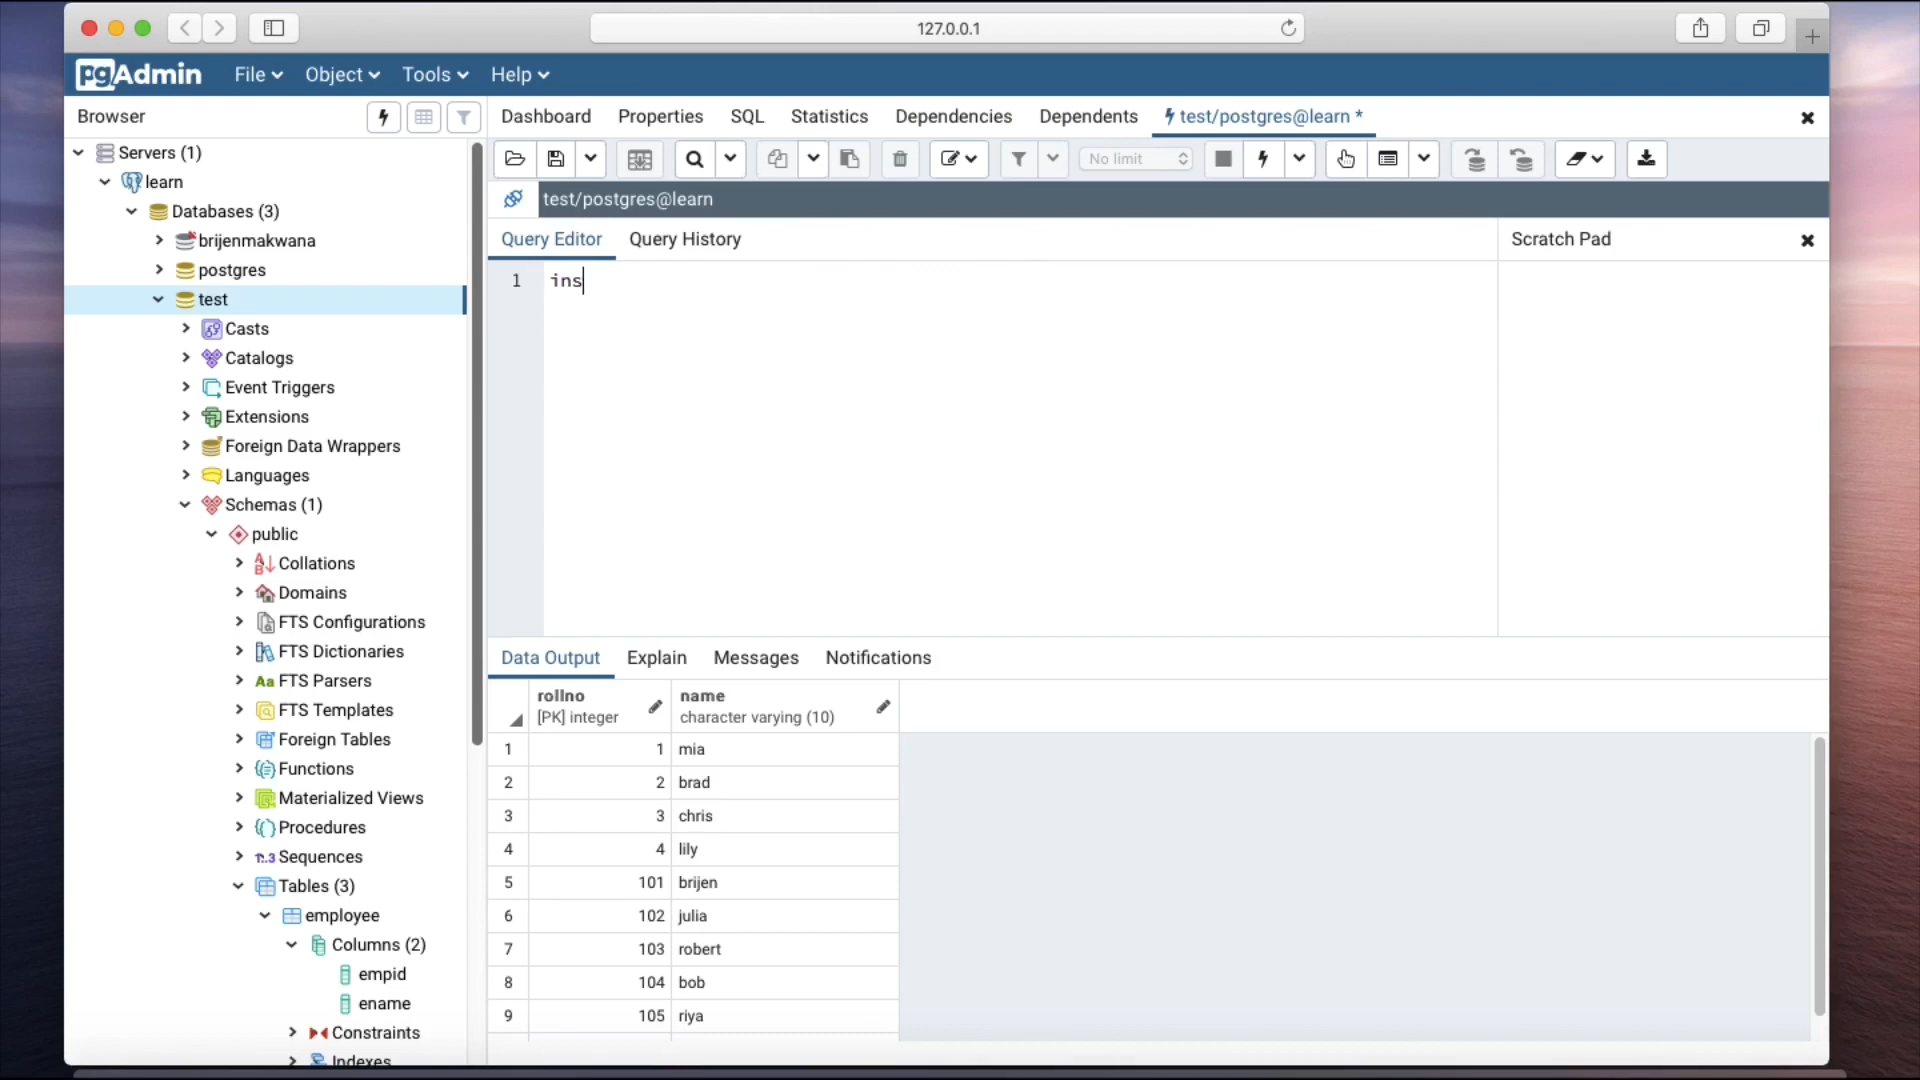 127.0.0.1
pgAdmin File Object Tools Help
Browser
Dashboard Properties SQL Statistics Dependencies Dependents test/postgres@learn *
No limit
test/postgres@learn
Query Editor Query History
Scratch Pad
1 ins
Servers (1)
learn
Databases (3)
brijenmakwana
postgres
test
Casts
Catalogs
Event Triggers
Extensions
Foreign Data Wrappers
Languages
Schemas (1)
public
Collations
Domains
FTS Configurations
FTS Dictionaries
Aa FTS Parsers
FTS Templates
Foreign Tables
Functions
Materialized Views
Procedures
1..3 Sequences
Tables (3)
employee
Columns (2)
empid
ename
Constraints
Indexes
Data Output Explain Messages Notifications
rollno name
[PK] integer character varying (10)
1 1 mia
2 2 brad
3 3 chris
4 4 lily
5 101 brijen
6 102 julia
7 103 robert
8 104 bob
9 105 riya